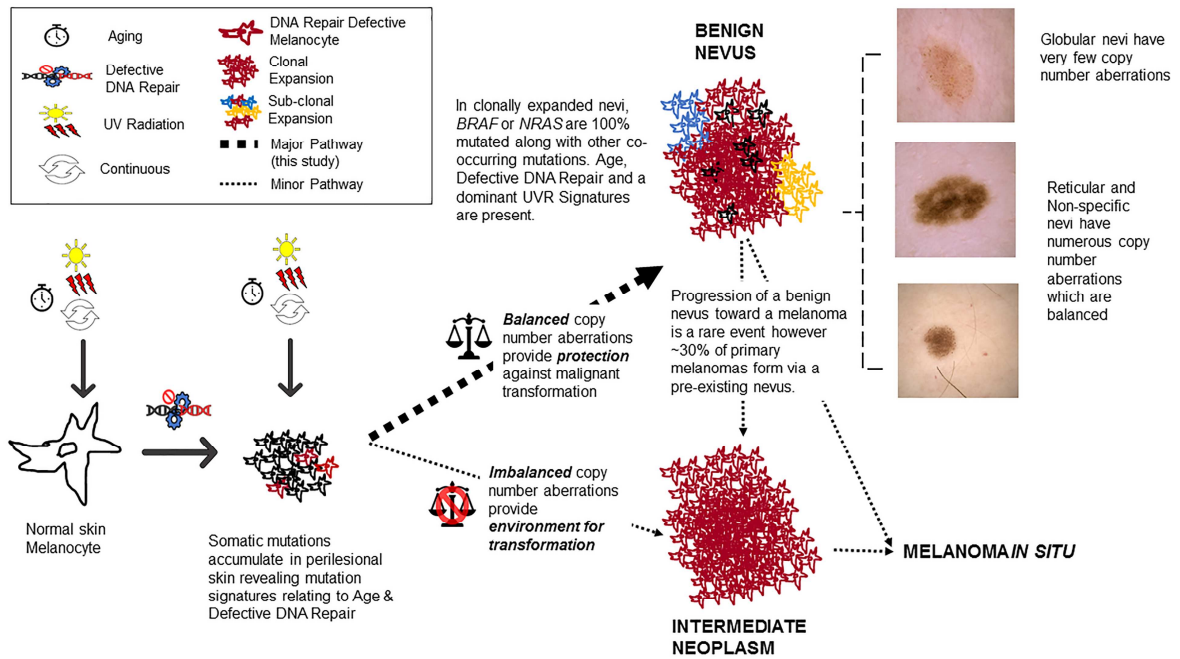 Aging
Defective
DNA Repair
UV Radiation
Continuous
DNA Repair Defective
Melanocyte
Clonal
Expansion
Sub-clonal
Expansion
Major Pathway
(this study)
Minor Pathway
BENIGN
NEVUS
In clonally expanded nevi,
BRAF or NRAS are 100%
mutated along with other co-
occurring mutations. Age,
Defective DNA Repair and a
dominant UVR Signatures
are present.
Globular nevi have
very few copy
number aberrations
Reticular and
Non-specific
nevi have
numerous copy
number
aberrations
which are
balanced
Balanced copy
number aberrations
provide protection
against malignant
transformation
Progression of a benign
nevus toward a melanoma
is a rare event however
~30% of primary
melanomas form via a
pre-existing nevus.
Imbalanced copy
number aberrations
provide
environment for
transformation
Normal skin
Melanocyte
Somatic mutations
accumulate in perilesional
skin revealing mutation
signatures relating to Age &
Defective DNA Repair
MELANOMA IN SITU
INTERMEDIATE
NEOPLASM